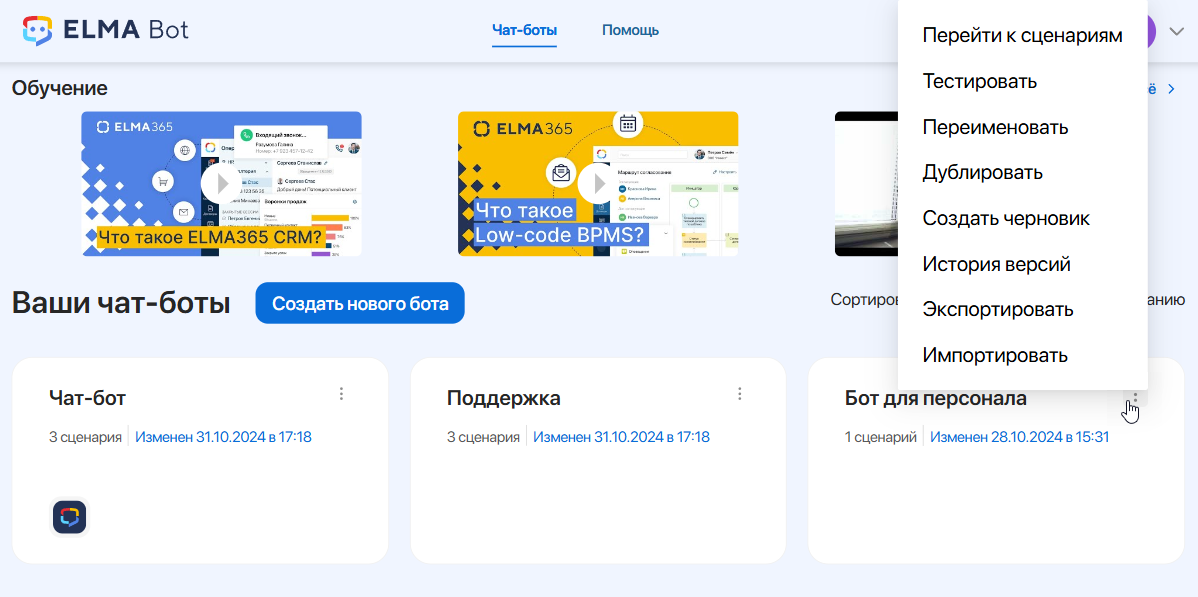 ELMA Bot
Чат-боты
Помощь
Перейти к сценариям
Тестировать
Переименовать
Дублировать
Создать черновик
История версий
Экспортировать
Импортировать
Обучение
ELMA365
Входящий звонок...
Что такое ELMA365 CRM?
ELMA365
Маршрут согласования
Что такое
Low-code BPMS?
Ваши чат-боты
Создать нового бота
Чат-бот
3 сценария
Изменен 31.10.2024 в 17:18
Поддержка
3 сценария
Изменен 31.10.2024 в 17:18
Бот для персонала
1 сценарий
Изменен 28.10.2024 в 15:31